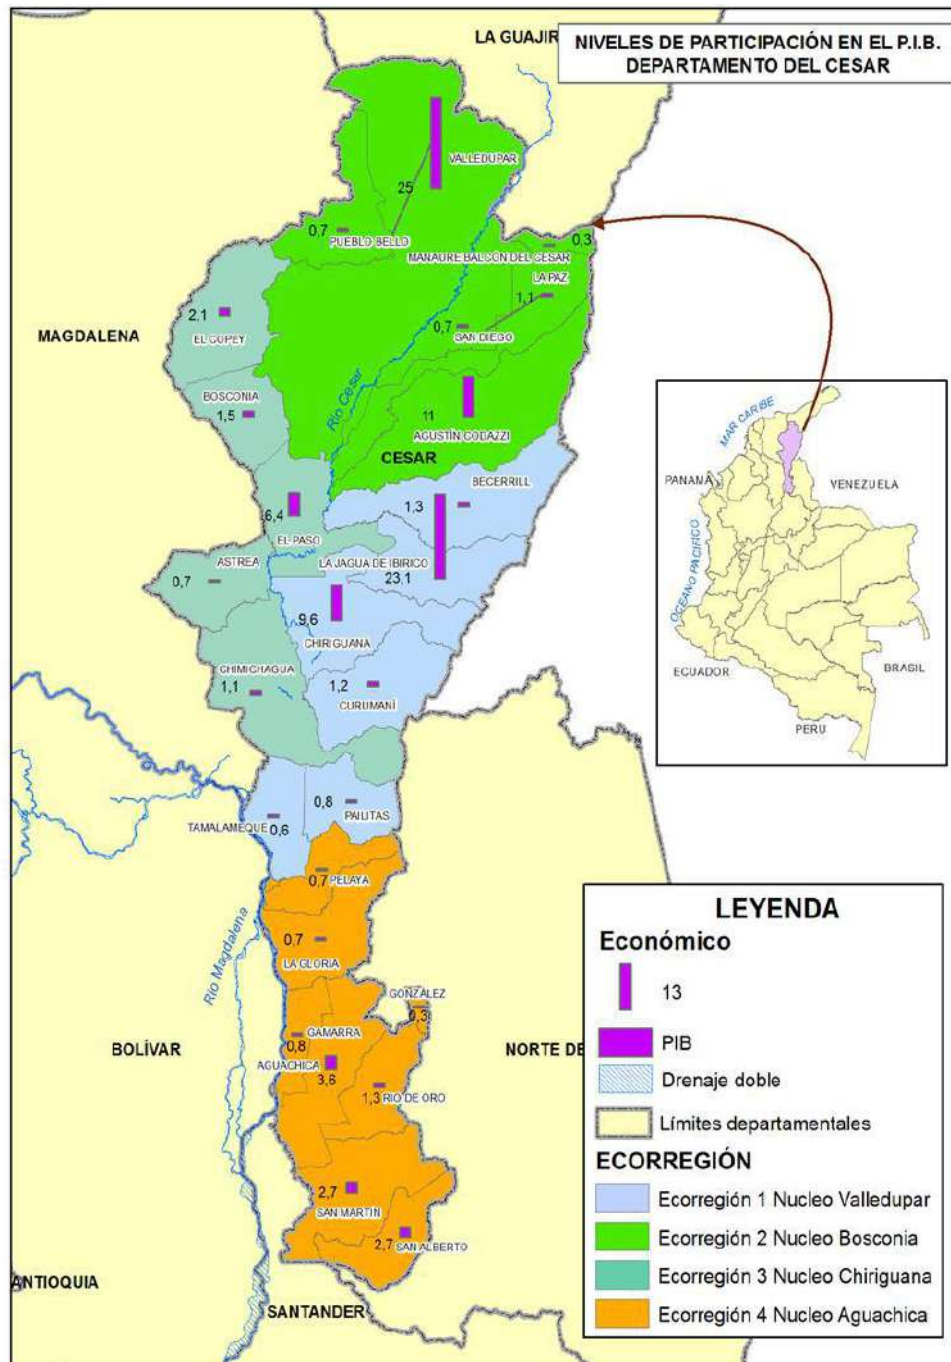 LA GUAJIR
NIVELES DE PARTICIPACIÓN EN EL P.I.B.
DEPARTAMENTO DEL CESAR
VALLEDUPAR
25
0,7
PUEBLO BELLO
0,3
MANAURE BALCON DEL CESAR
LA PAZ
1,1
0,7
SAN DIEGO
2,1
EL COPEY
MAGDALENA
BOSCONIA
1,5
Rio Cesar
11
AGUSTÍN CODAZZI
CESAR
BECERRILL
1,3
6,4
EL PASO
ASTREA
0,7
LA JAGUA DE IBIRICO
23,1
9,6
CHIRIGUANA
CHIMICHAGUA
1,1
1,2
CURUMANÍ
0,8
PAILITAS
TAMALAMEQUE
0,6
0,7
PELAYA
Rio Magdalena
0,7
LA GLORIA
GONZÁLEZ
0,3
GAMARRA
0,8
AGUACHICA
3,6
1,3
RIO DE ORO
BOLÍVAR
NORTE DE
2,7
SAN MARTÍN
2,7
SAN ALBERTO
ANTIOQUIA
SANTANDER
MAR CARIBE
PANAMÁ
VENEZUELA
OCEANO PACIFICO
ECUADOR
BRASIL
PERU
LEYENDA
Económico
13
PIB
Drenaje doble
Límites departamentales
ECORREGIÓN
Ecorregión 1 Nucleo Valledupar
Ecorregión 2 Nucleo Bosconia
Ecorregión 3 Nucleo Chiriguana
Ecorregión 4 Nucleo Aguachica